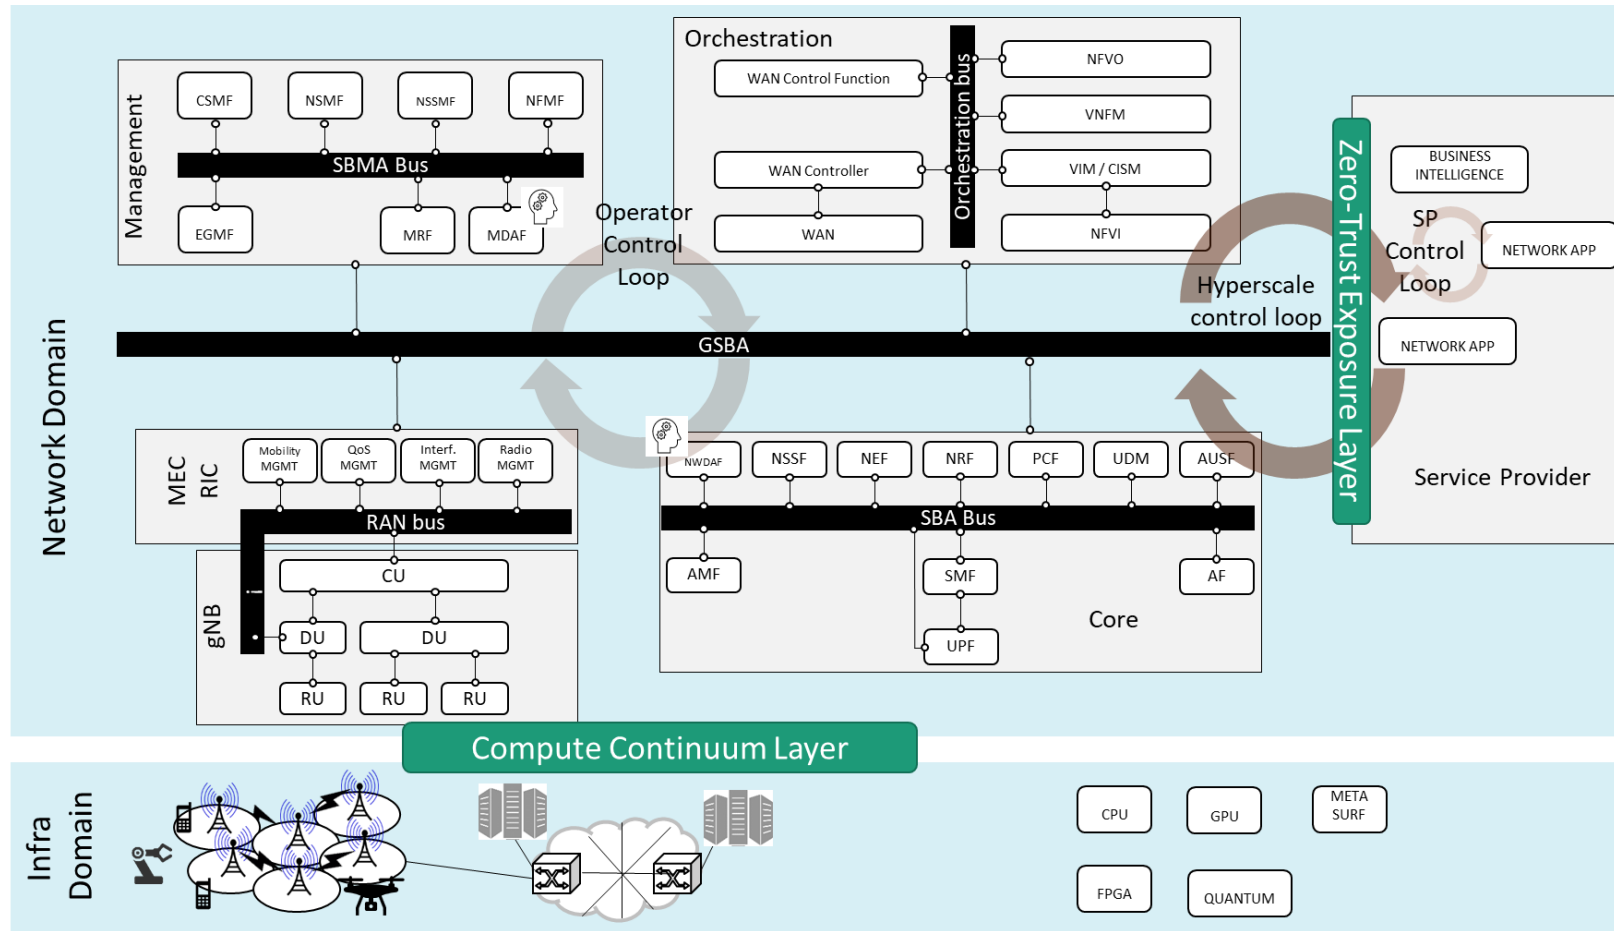 Network Domain
Management
CSMF
NSMF
NSSMF
NFMF
SBMA Bus
EGMF
MRF
MDAF
Operator
Control
Loop
Orchestration
WAN Control Function
WAN Controller
WAN
Orchestration bus
NFVO
VNFM
VIM / CISM
NFVI
Hyperscale
control loop
Zero-Trust Exposure Layer
BUSINESS
INTELLIGENCE
SP
Control
Loop
NETWORK APP
NETWORK APP
Service Provider
GSBA
MEC
RIC
Mobility
MGMT
QoS
MGMT
Interf.
MGMT
Radio
MGMT
RAN bus
gNB
CU
DU
DU
RU
RU
RU
NWDAF
NSSF
NEF
NRF
PCF
UDM
AUSF
SBA Bus
AMF
SMF
AF
UPF
Core
Compute Continuum Layer
Infra
Domain
CPU
GPU
META
SURF
FPGA
QUANTUM